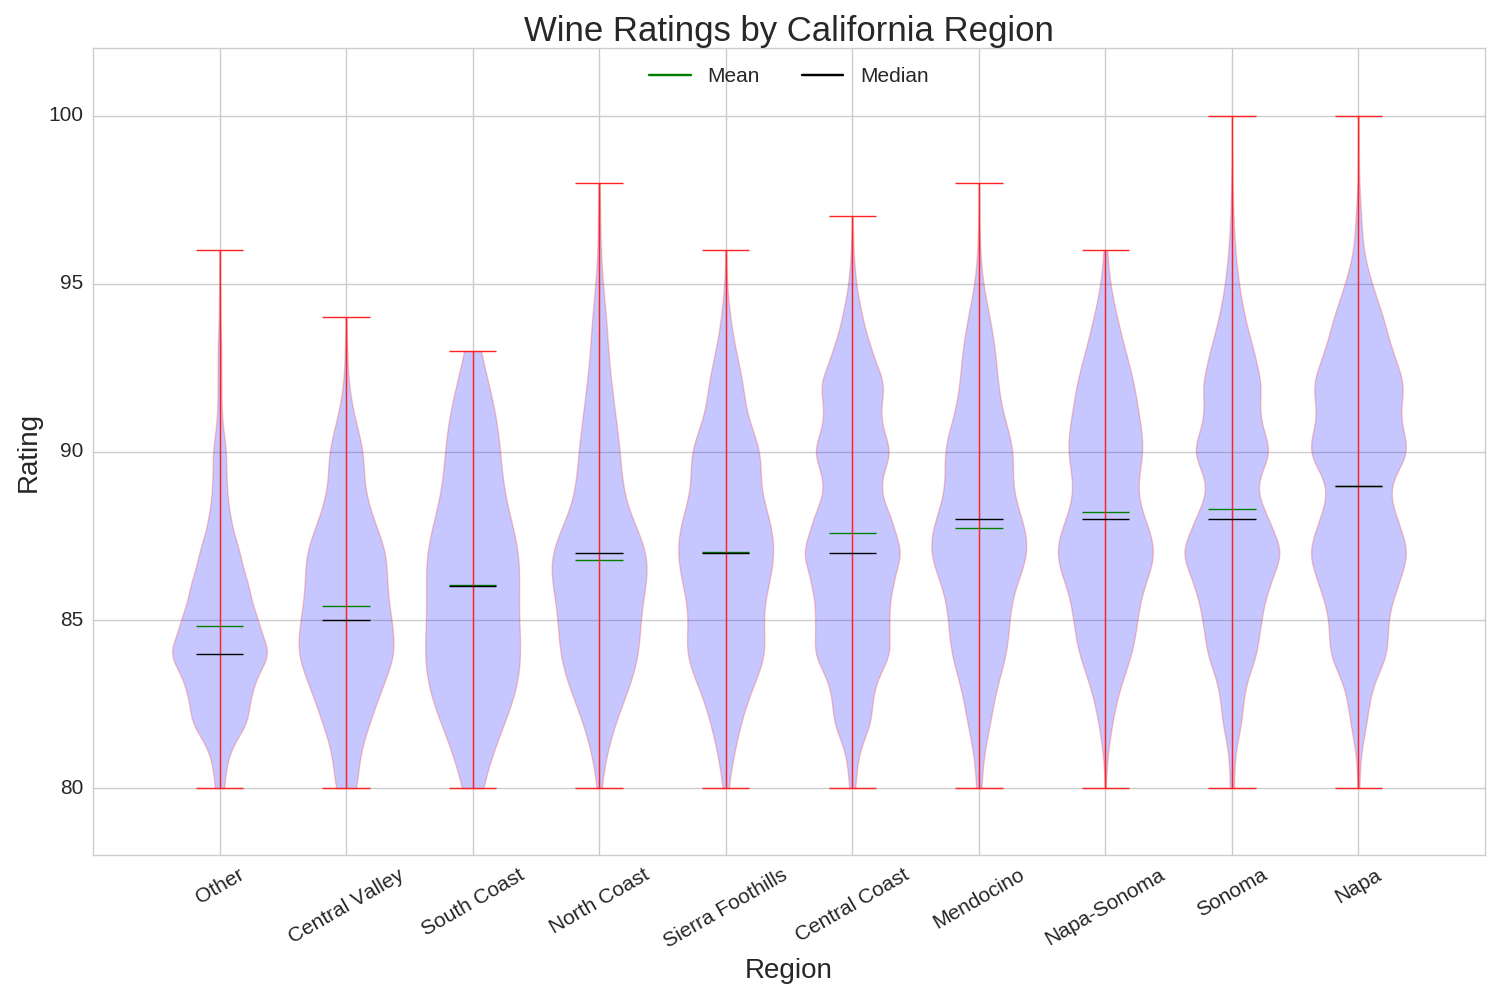 Wine Ratings by California Region
Mean
Median
100
95
90
85
80
Rating
Other
Central Valley
South Coast
North Coast
Sierra Foothills
Central Coast
Mendocino
Napa-Sonoma
Sonoma
Napa
Region